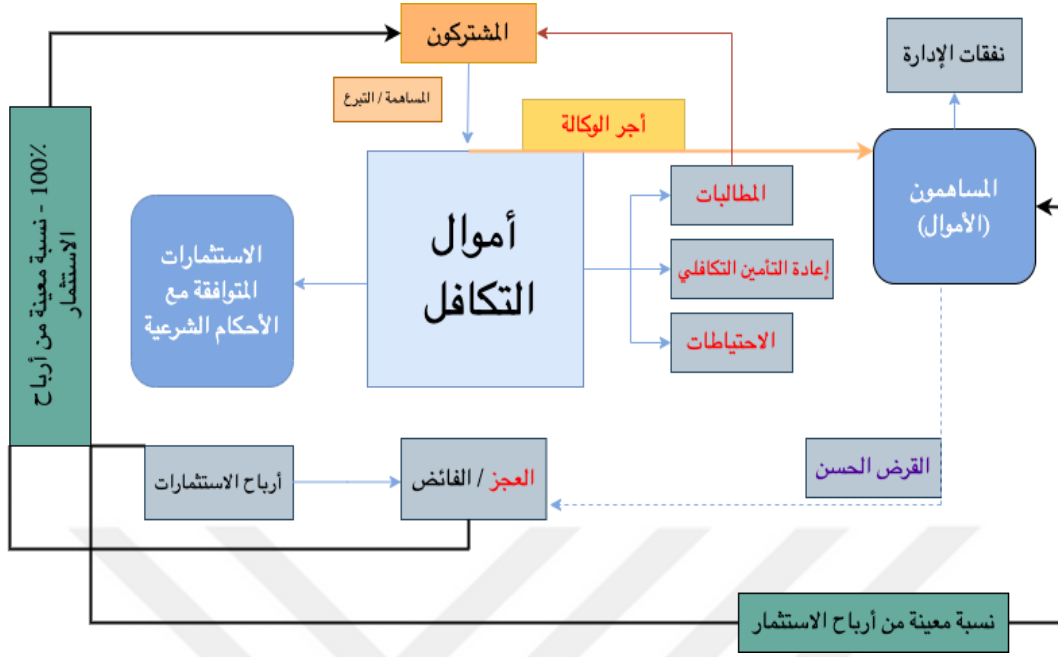 المشتركون
نفقات الإدارة
المساهمة / التبرع
أجر الوكالة
المساهمون
(الأموال)
المطالبات
أموال
التكافل
إعادة التأمين التكافلي
الاحتياطات
الاستثمارات
المتوافقة مع
الأحكام الشرعية
100٪ - نسبة معينة من أرباح
الاستثمار
القرض الحسن
العجز / الفائض
أرباح الاستثمارات
نسبة معينة من أرباح الاستثمار